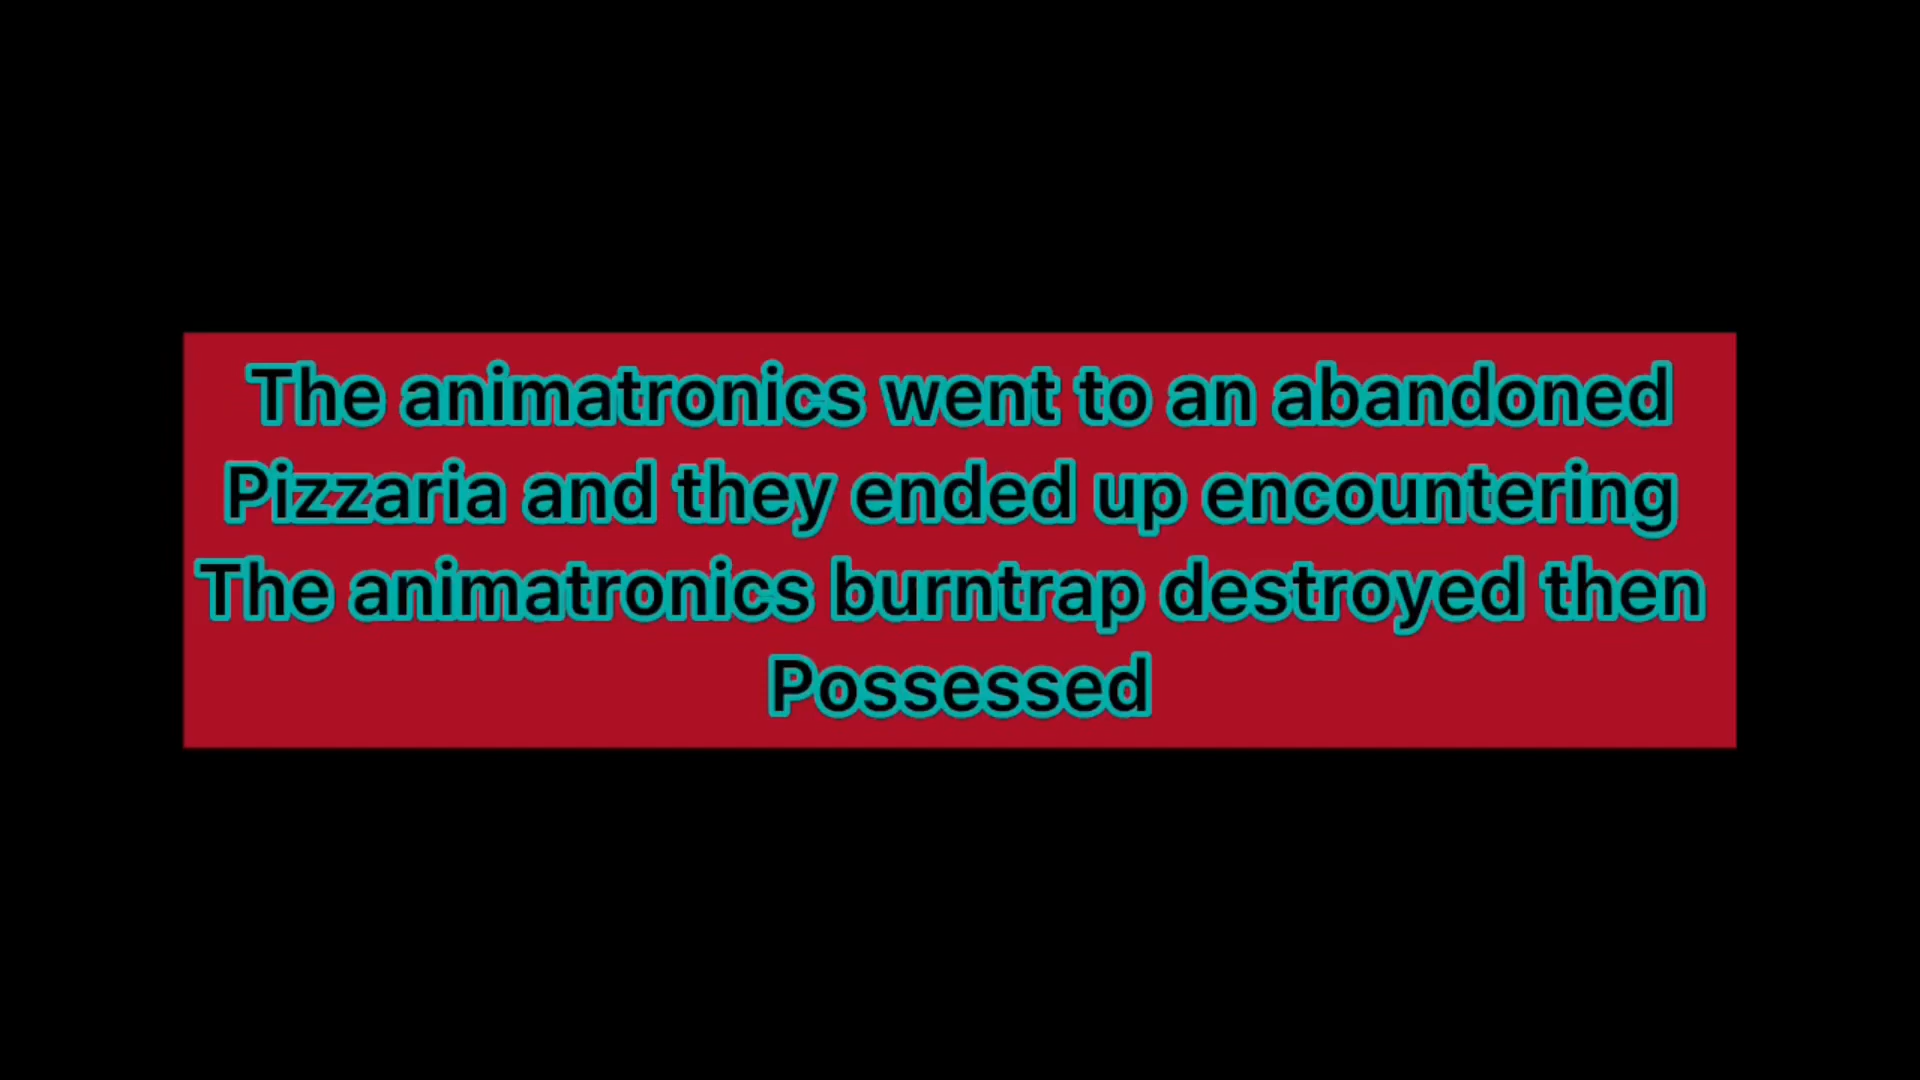 The animatronics went to an abandoned
Pizzaria and they ended up encountering
The animatronics burntrap destroyed then
Possessed